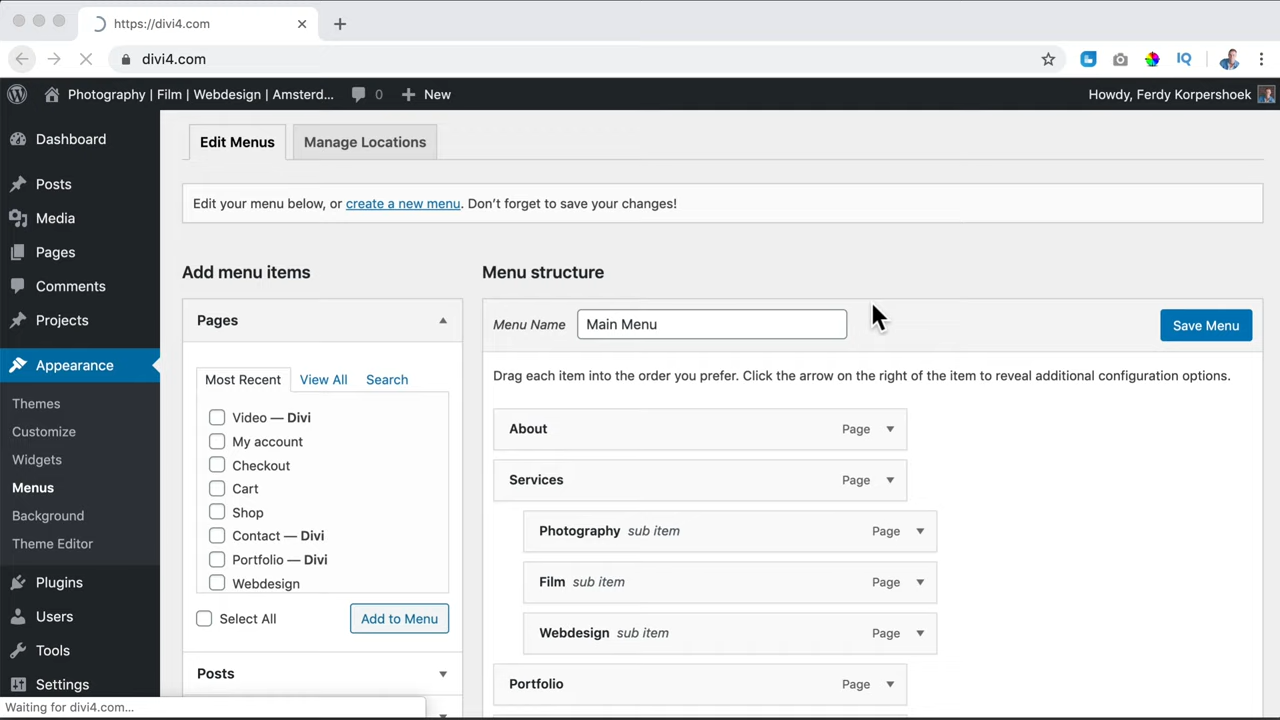 https://divi4.com
divi4.com
IQ
Photography | Film | Webdesign | Amsterd... 0 New Howdy, Ferdy Korpershoek
Dashboard
Posts
Media
Pages
Comments
Projects
Appearance
Themes
Customize
Widgets
Menus
Background
Theme Editor
Plugins
Users
Tools
Settings
Waiting for divi4.com...
Edit Menus Manage Locations
Edit your menu below, or create a new menu. Don't forget to save your changes!
Add menu items
Pages
Most Recent View All Search
Video — Divi
My account
Checkout
Cart
Shop
Contact — Divi
Portfolio — Divi
Webdesign
Select All Add to Menu
Posts
Menu structure
Menu Name Main Menu Save Menu
Drag each item into the order you prefer. Click the arrow on the right of the item to reveal additional configuration options.
About Page
Services Page
Photography sub item Page
Film sub item Page
Webdesign sub item Page
Portfolio Page